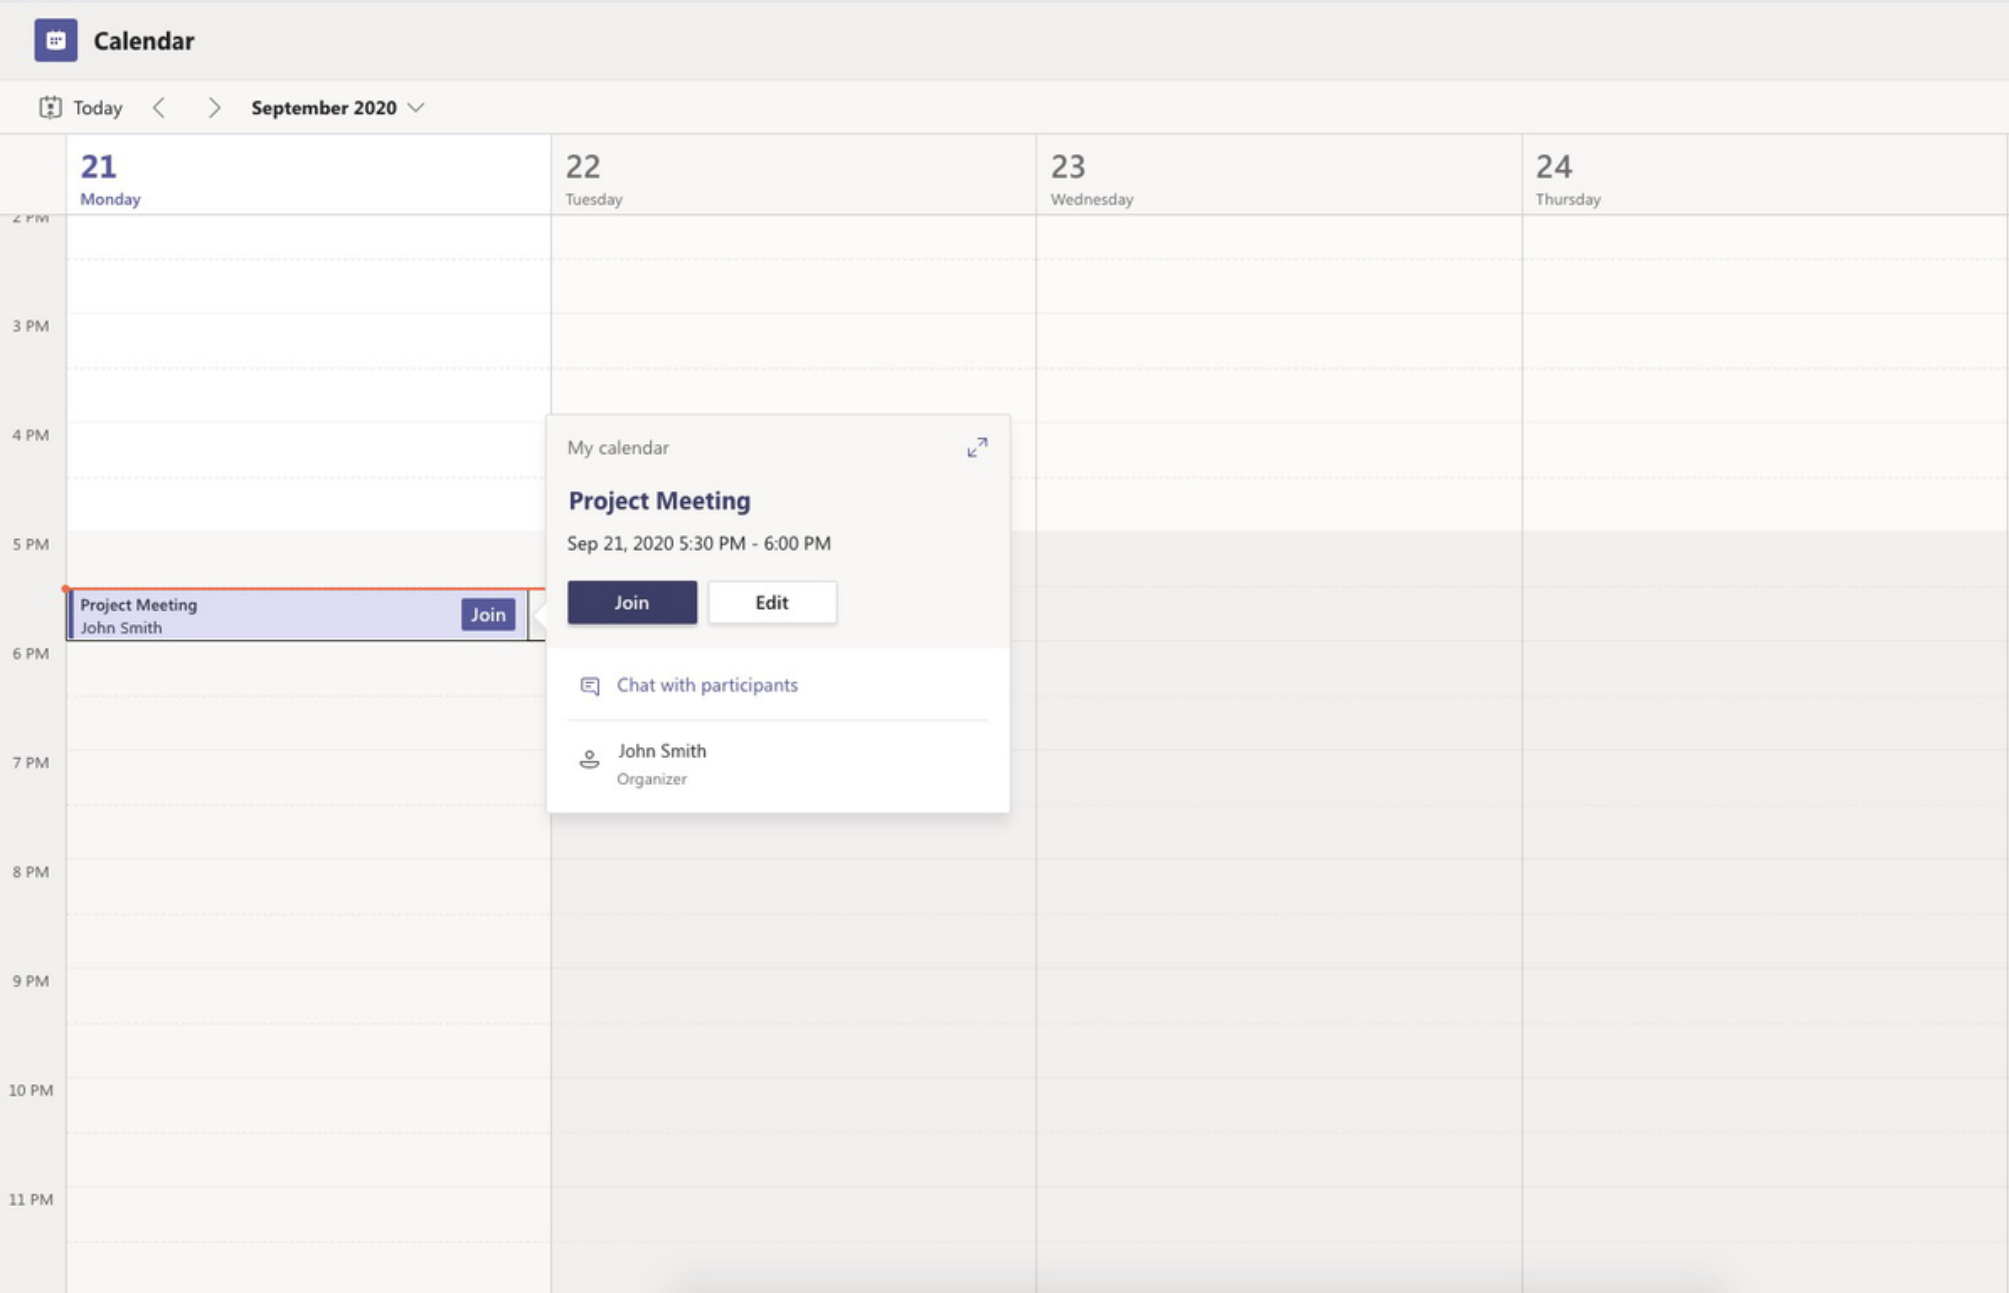 Calendar
Today
September 2020
21
Monday
22
Tuesday
23
Wednesday
24
Thursday
2 PM
3 PM
4 PM
5 PM
6 PM
7 PM
8 PM
9 PM
10 PM
11 PM
Project Meeting
John Smith
Join
My calendar
Project Meeting
Sep 21, 2020 5:30 PM - 6:00 PM
Join
Edit
Chat with participants
John Smith
Organizer